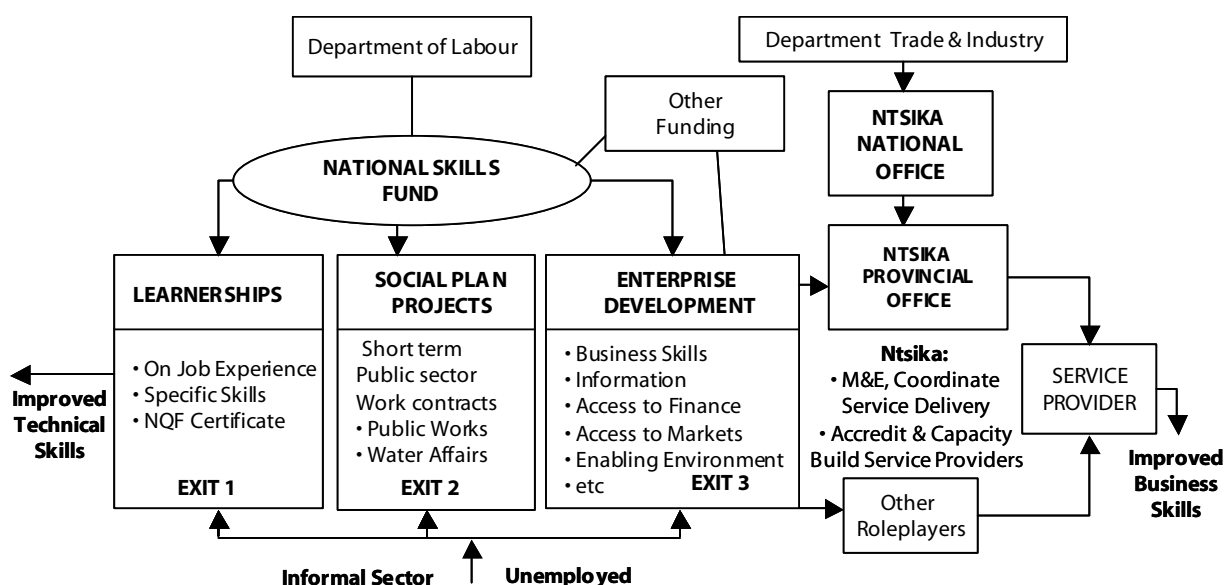 Department of Labour
Department Trade & Industry
Other
Funding
NTSIKA
NATIONAL
OFFICE
NATIONAL SKILLS
FUND
NTSIKA
PROVINCIAL
OFFICE
LEARNERSHIPS
• On Job Experience
• Specific Skills
• NQF Certificate
EXIT 1
SOCIAL PLAN
PROJECTS
Short term
Public sector
Work contracts
• Public Works
• Water Affairs
EXIT 2
ENTERPRISE
DEVELOPMENT
• Business Skills
• Information
• Access to Finance
• Access to Markets
• Enabling Environment
• etc
EXIT 3
Ntsika:
• M&E, Coordinate
Service Delivery
• Accredit & Capacity
Build Service Providers
SERVICE
PROVIDER
Other
Roleplayers
Improved
Technical
Skills
Improved
Business
Skills
Informal Sector
Unemployed